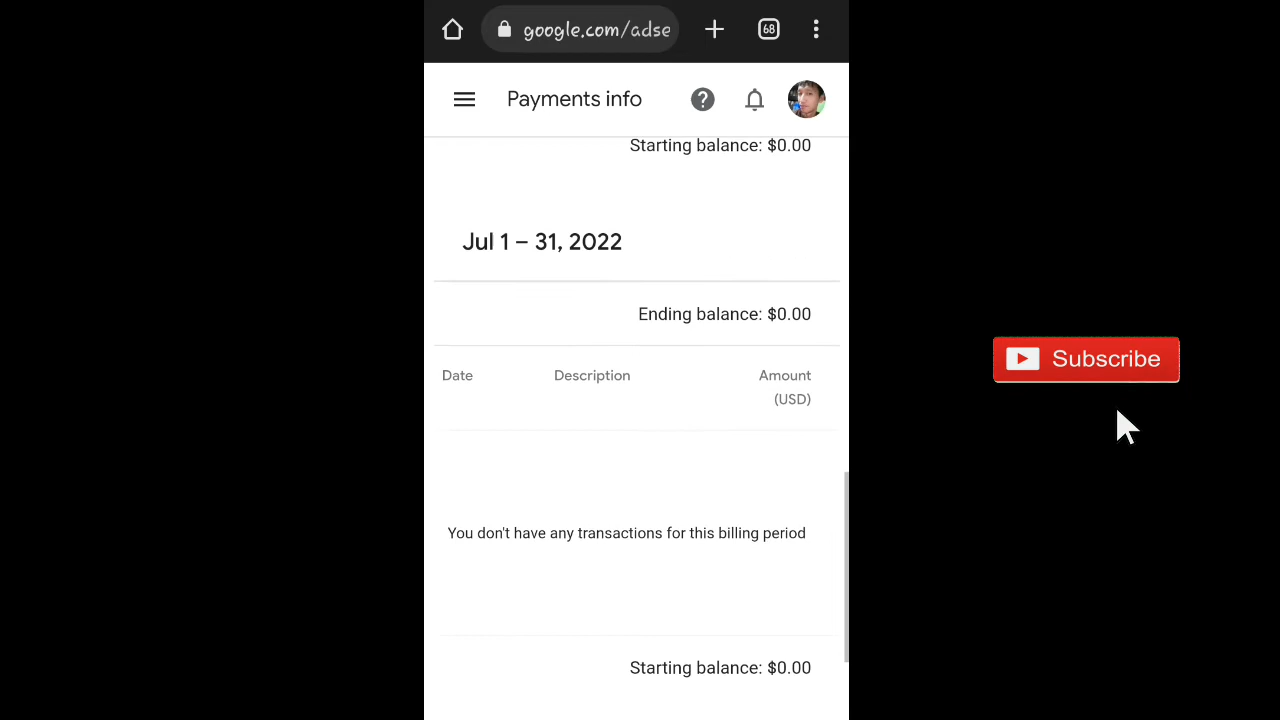 google.com/adse
68
Payments info
Starting balance: $0.00
Jul 1 – 31, 2022
Ending balance: $0.00
Date Description Amount
(USD)
Subscribe
You don't have any transactions for this billing period
Starting balance: $0.00